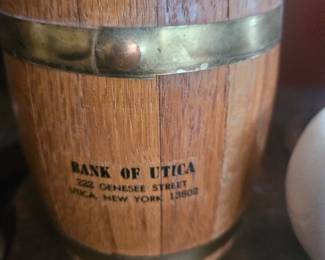 BANK OF UTICA
222 GENESEE STREET
UTICA, NEW YORK 13502